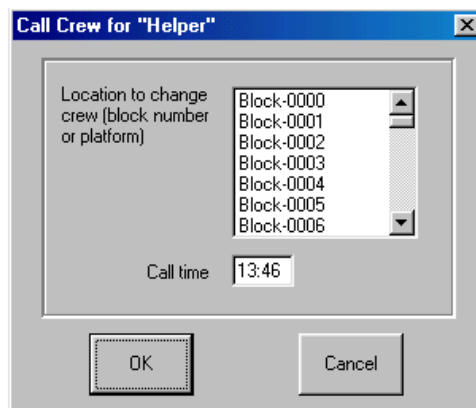 Call Crew for "Helper"
Location to change
crew (block number
or platform)
Block-0000
Block-0001
Block-0002
Block-0003
Block-0004
Block-0005
Block-0006
Call time
13:46
OK
Cancel